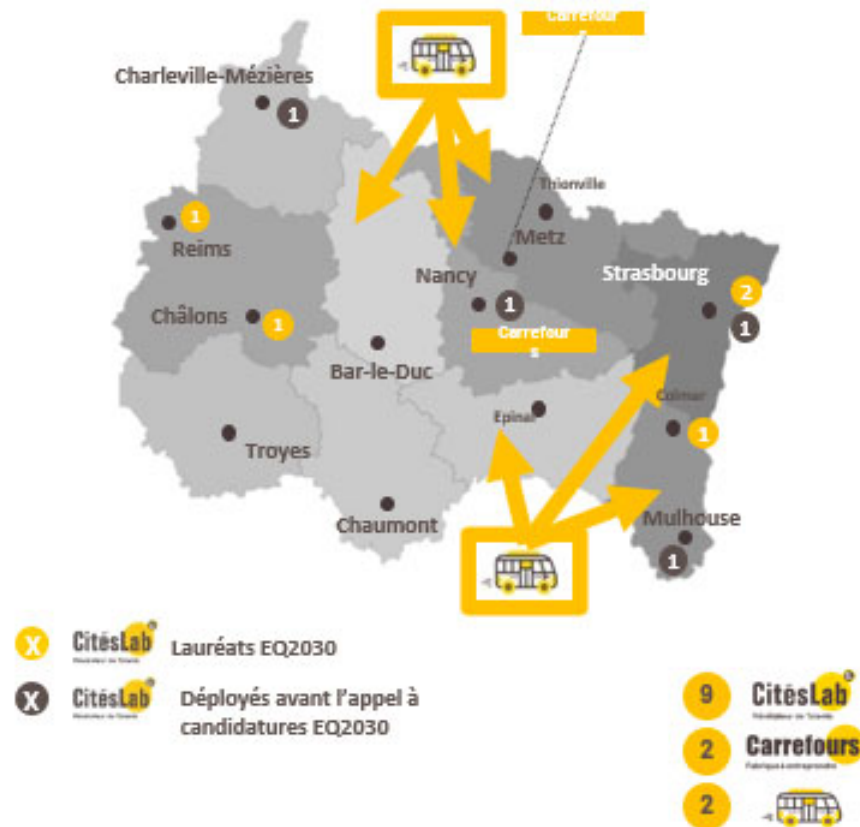 Carrefour
s
Charleville-Mézières
1
Thionville
1
Reims
Metz
Strasbourg
Nancy
2
Châlons
1
1
1
Carrefour
s
Bar-le-Duc
Colmar
Epinal
1
Troyes
Chaumont
Mulhouse
1
X CitésLab Lauréats EQ2030
X CitésLab Déployés avant l'appel à
candidatures EQ2030
9 CitésLab
2 Carrefours
Fabrique à entreprendre
2